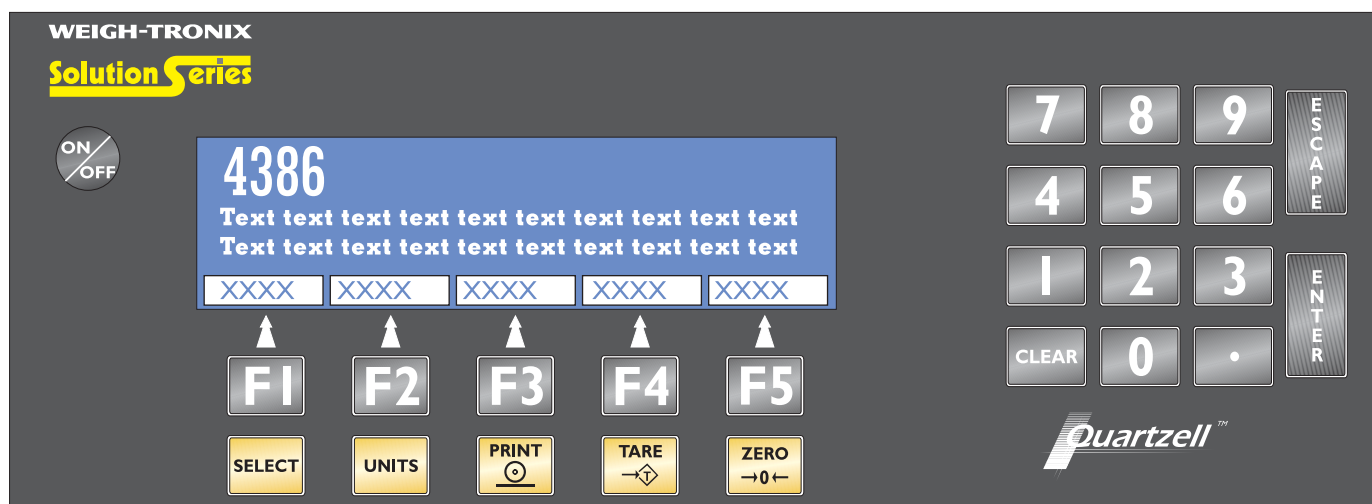 WEIGH-TRONIX
Solution Series
ON/OFF
4386
Text text text text text text text text text text
Text text text text text text text text text text
XXXX XXXX XXXX XXXX XXXX
F1 F2 F3 F4 F5
SELECT UNITS PRINT TARE ZERO
T →0←
7 8 9
4 5 6
1 2 3
CLEAR 0 .
ESCAPE
ENTER
Quartzell™